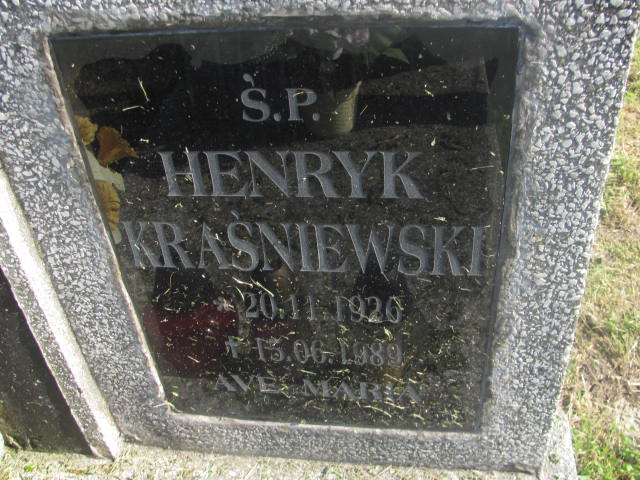 Ś.P.
HENRYK
KRAŚNIEWSKI
* 20.11.1926
† 15.06.1989
AVE MARIA